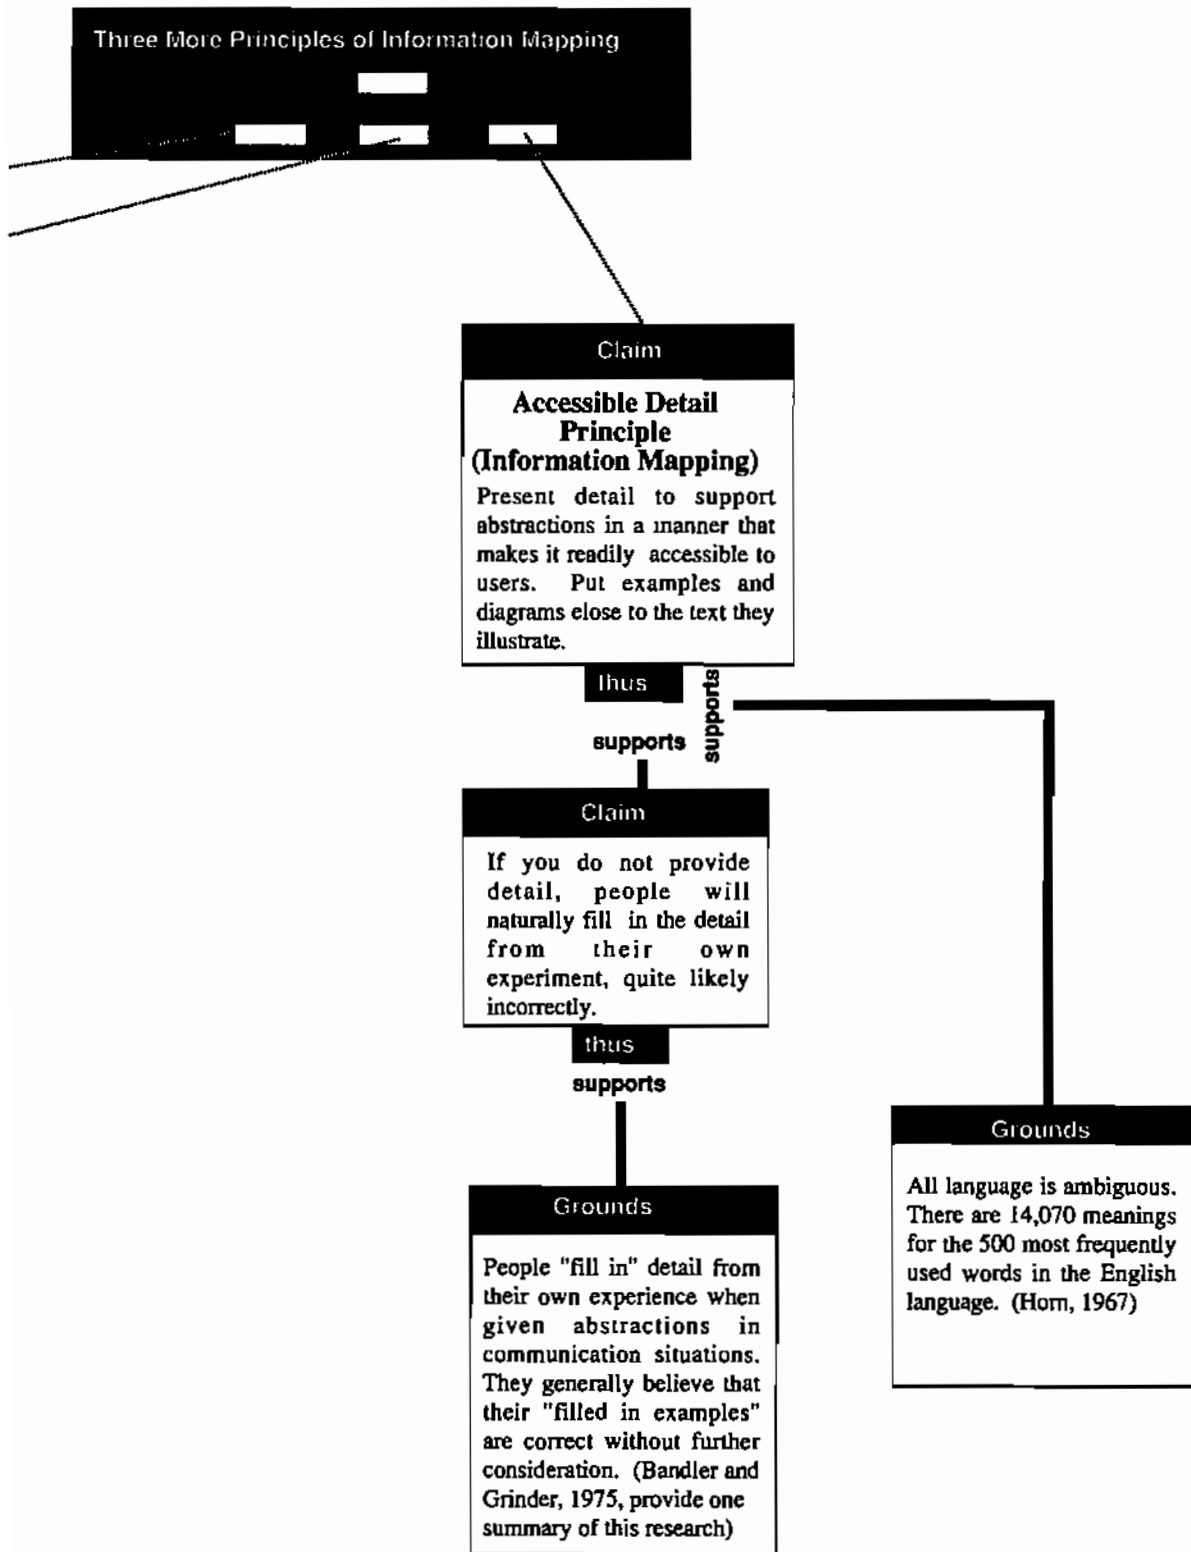 Three More Principles of Information Mapping
Claim
Accessible Detail
Principle
(Information Mapping)
Present detail to support
abstractions in a manner that
makes it readily accessible to
users. Put examples and
diagrams close to the text they
illustrate.
thus
supports
supports
Claim
If you do not provide
detail, people will
naturally fill in the detail
from their own
experiment, quite likely
incorrectly.
thus
supports
Grounds
People "fill in" detail from
their own experience when
given abstractions in
communication situations.
They generally believe that
their "filled in examples"
are correct without further
consideration. (Bandler and
Grinder, 1975, provide one
summary of this research)
Grounds
All language is ambiguous.
There are 14,070 meanings
for the 500 most frequently
used words in the English
language. (Horn, 1967)